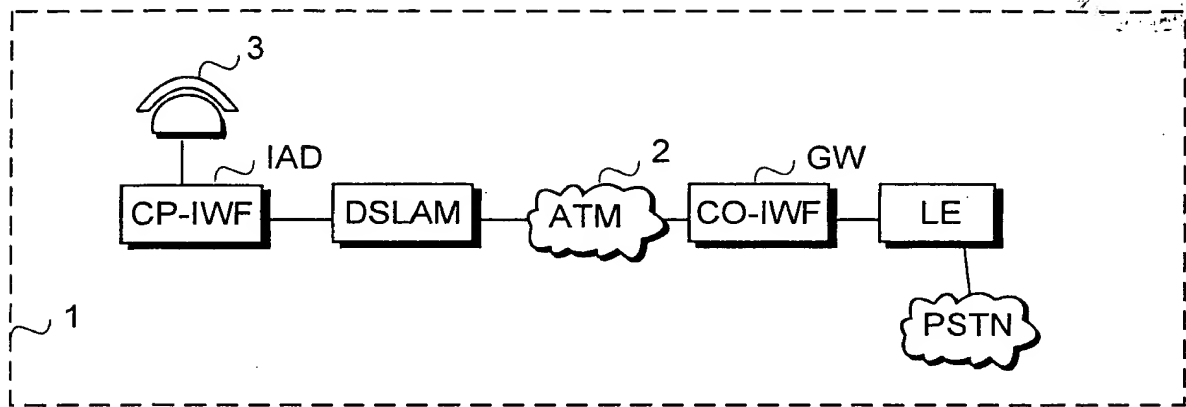 3
IAD
2
GW
CP-IWF
DSLAM
ATM
CO-IWF
LE
1
PSTN